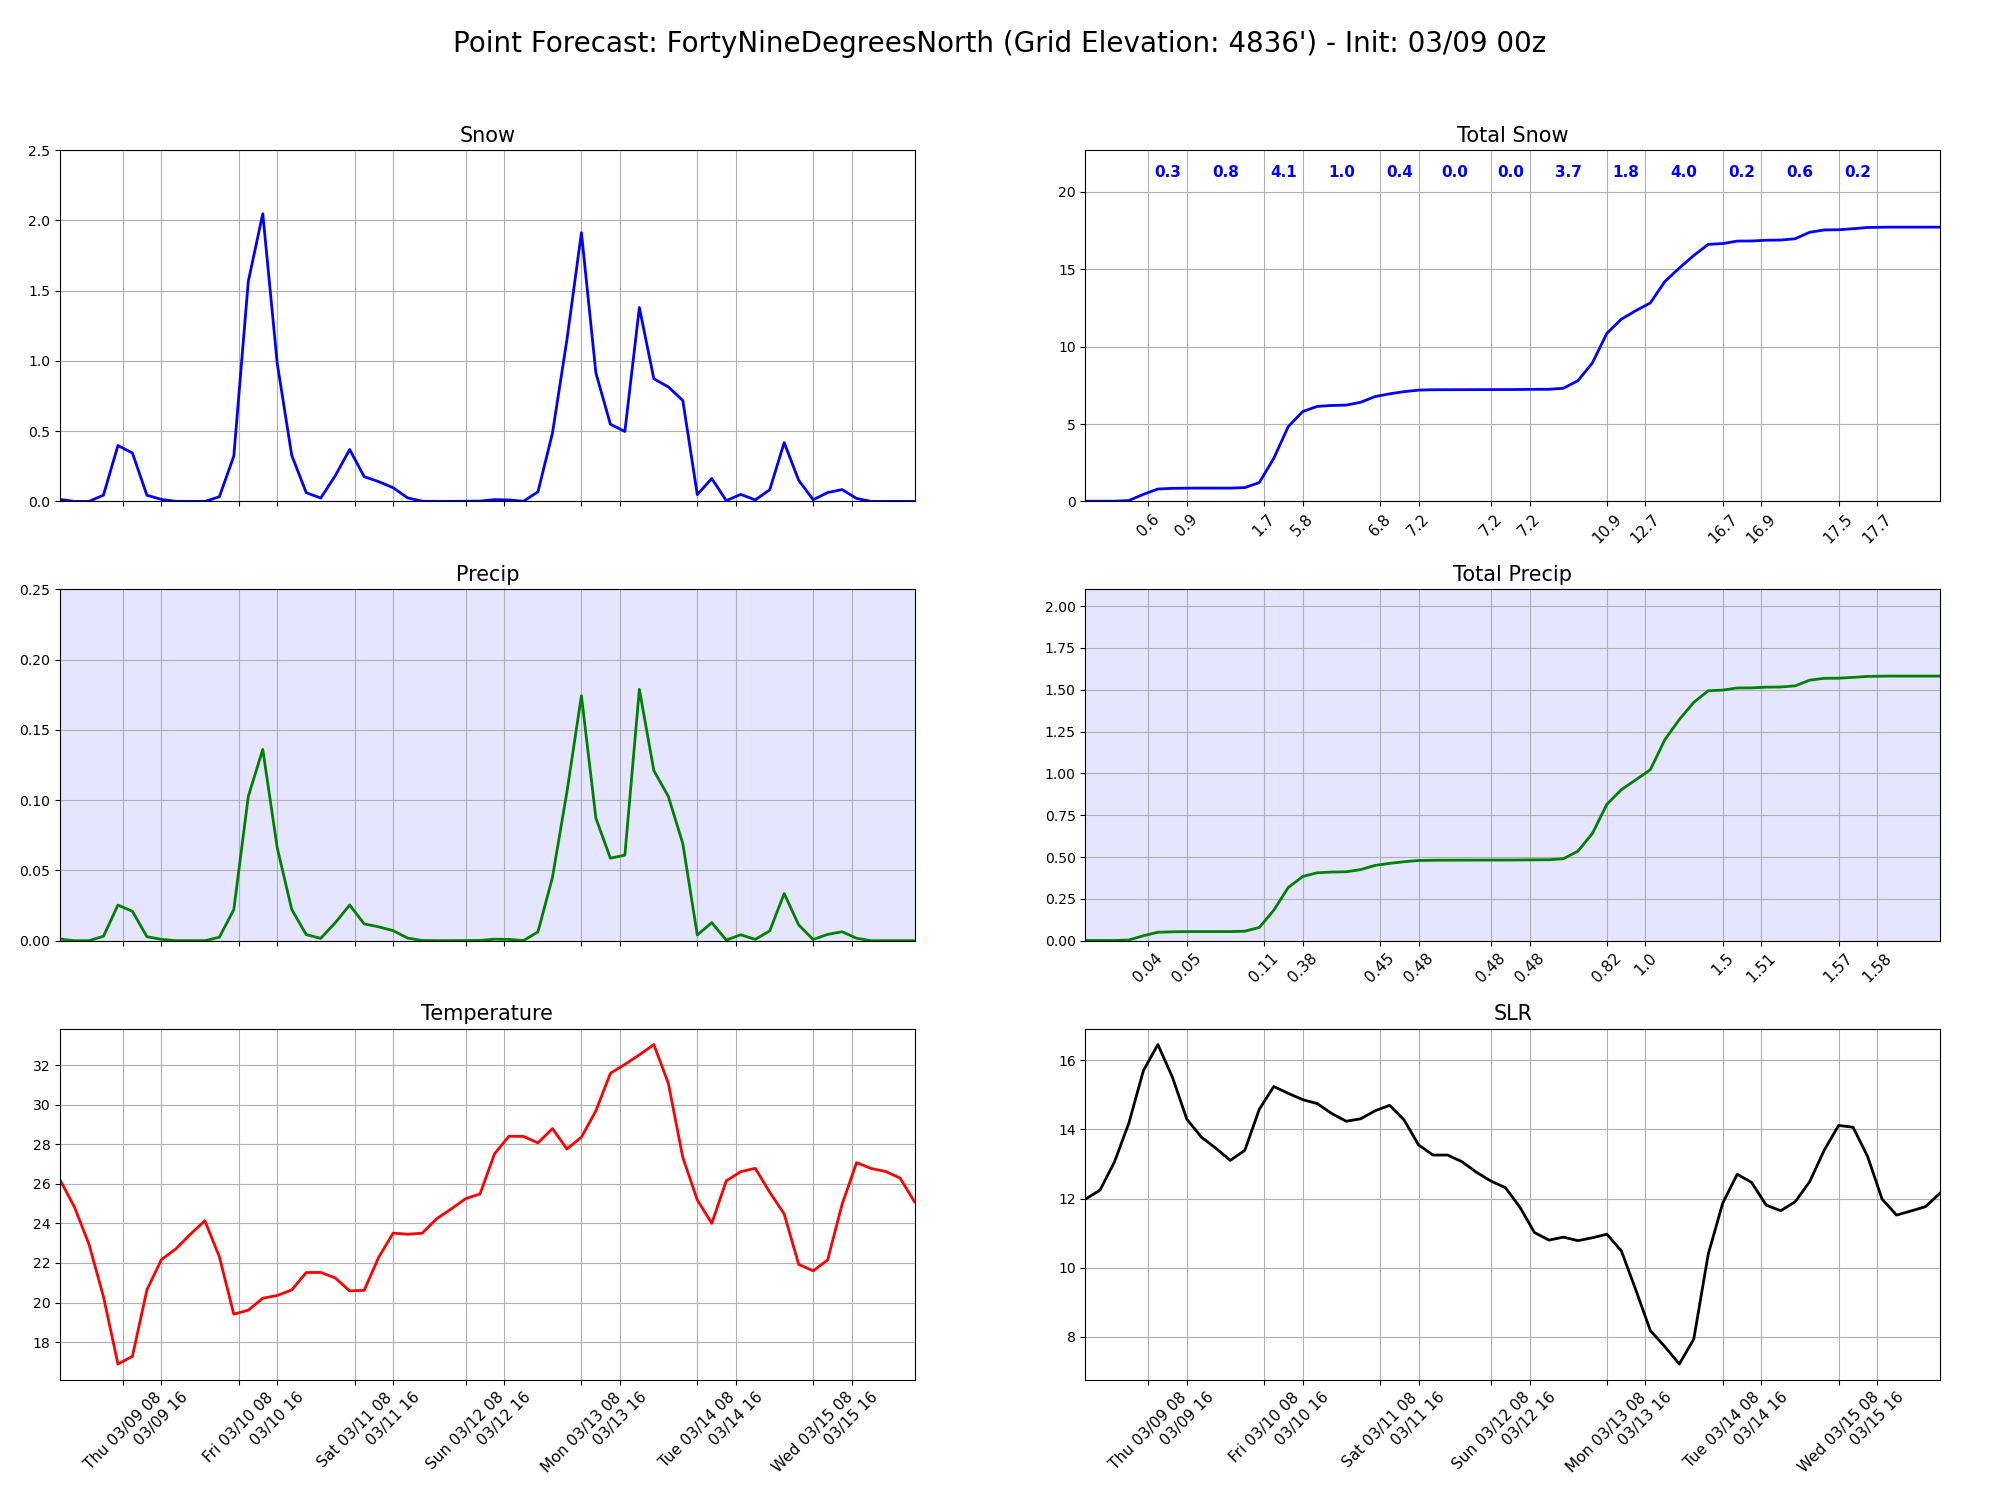 Point Forecast: FortyNineDegreesNorth (Grid Elevation: 4836') - Init: 03/09 00z
Snow
2.5
2.0
1.5
1.0
0.5
0.0
Total Snow
0.3 0.8 4.1 1.0 0.4 0.0 0.0 3.7 1.8 4.0 0.2 0.6 0.2
20
15
10
5
0
0.6 0.9 1.7 5.8 6.8 7.2 7.2 7.2 10.9 12.7 16.7 16.9 17.5 17.7
Precip
0.25
0.20
0.15
0.10
0.05
0.00
Total Precip
2.00
1.75
1.50
1.25
1.00
0.75
0.50
0.25
0.00
0.04 0.05 0.11 0.38 0.45 0.48 0.48 0.48 0.82 1.0 1.5 1.51 1.57 1.58
Temperature
32
30
28
26
24
22
20
18
Thu 03/09 08
03/09 16
Fri 03/10 08
03/10 16
Sat 03/11 08
03/11 16
Sun 03/12 08
03/12 16
Mon 03/13 08
03/13 16
Tue 03/14 08
03/14 16
Wed 03/15 08
03/15 16
SLR
16
14
12
10
8
Thu 03/09 08
03/09 16
Fri 03/10 08
03/10 16
Sat 03/11 08
03/11 16
Sun 03/12 08
03/12 16
Mon 03/13 08
03/13 16
Tue 03/14 08
03/14 16
Wed 03/15 08
03/15 16